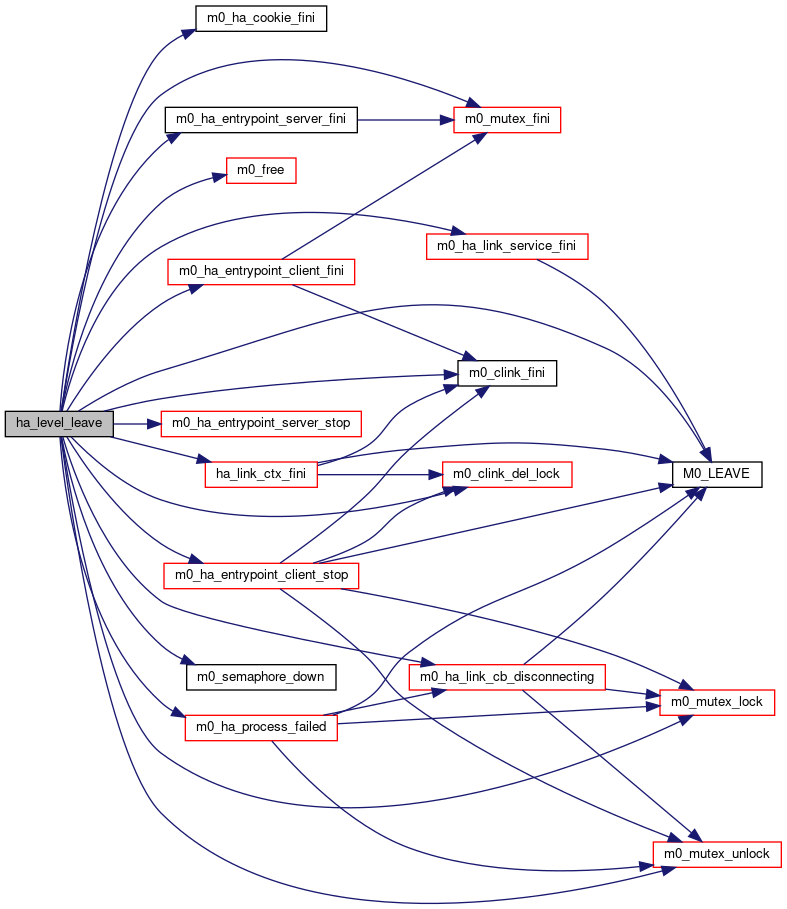 m0_ha_cookie_fini
m0_ha_entrypoint_server_fini
m0_mutex_fini
m0_free
m0_ha_link_service_fini
m0_ha_entrypoint_client_fini
m0_clink_fini
ha_level_leave
m0_ha_entrypoint_server_stop
ha_link_ctx_fini
m0_clink_del_lock
M0_LEAVE
m0_ha_entrypoint_client_stop
m0_semaphore_down
m0_ha_link_cb_disconnecting
m0_mutex_lock
m0_ha_process_failed
m0_mutex_unlock